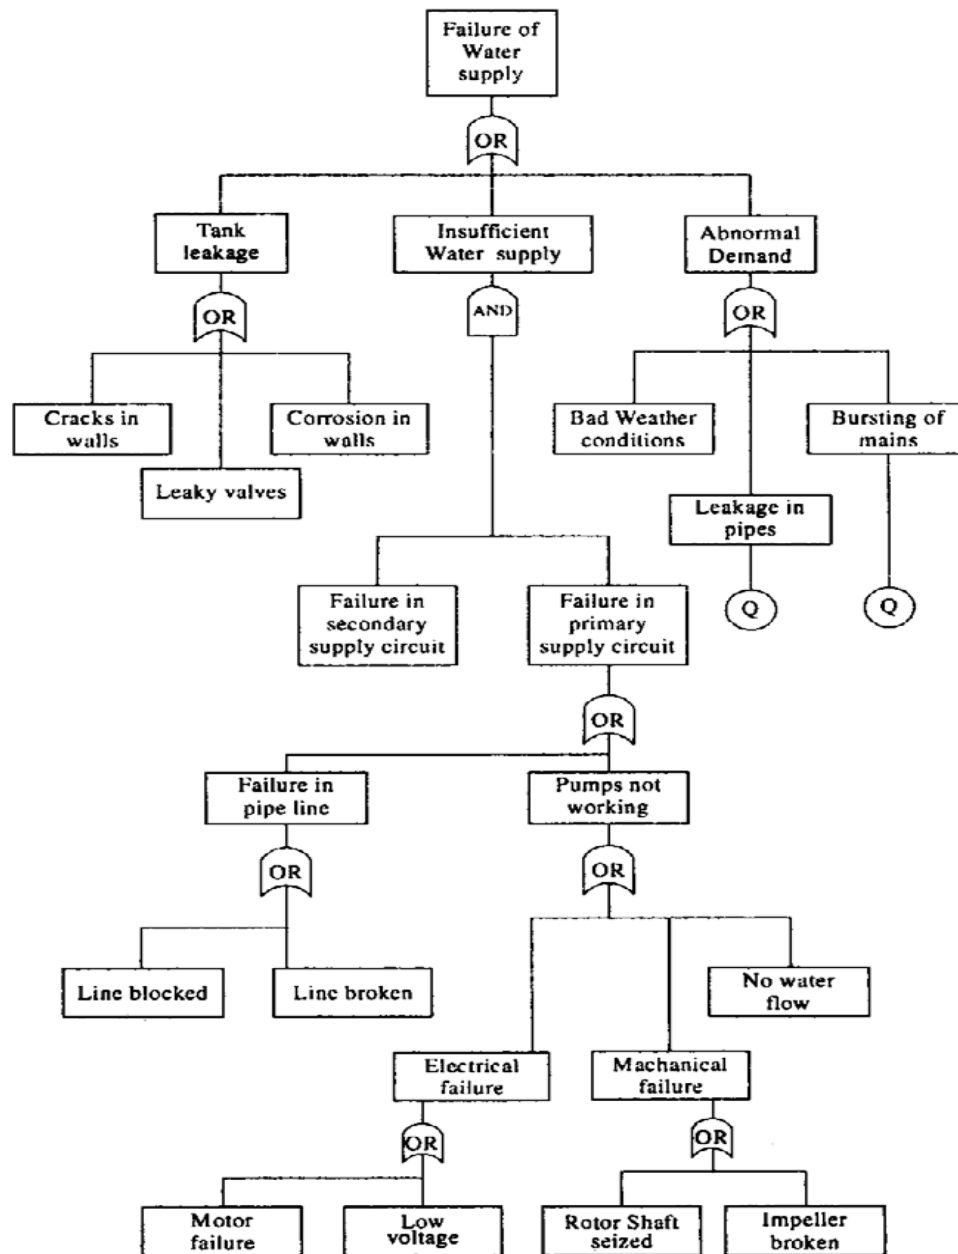 Failure of
Water
supply
OR
Tank
leakage
Insufficient
Water supply
Abnormal
Demand
OR
AND
OR
Cracks in
walls
Corrosion in
walls
Leaky valves
Bad Weather
conditions
Bursting of
mains
Leakage in
pipes
Q
Q
Failure in
secondary
supply circuit
Failure in
primary
supply circuit
OR
Failure in
pipe line
Pumps not
working
OR
OR
Line blocked
Line broken
No water
flow
Electrical
failure
Machanical
failure
OR
OR
Motor
failure
Low
voltage
Rotor Shaft
seized
Impeller
broken